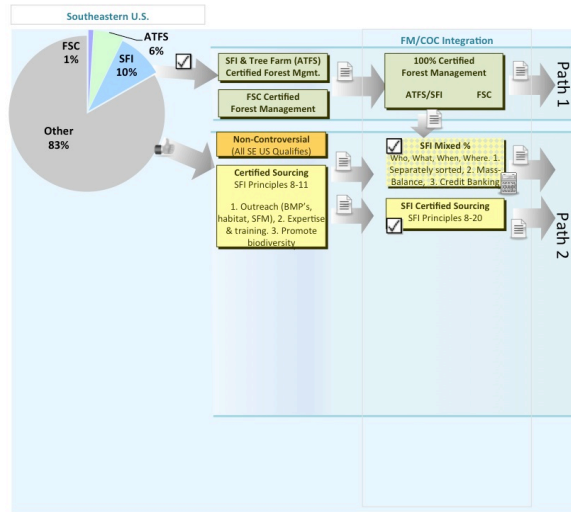 Southeastern U.S.
FSC
1%
ATFS
6%
SFI
10%
Other
83%
SFI & Tree Farm (ATFS)
Certified Forest Mgmt.
FSC Certified
Forest Management
FM/COC Integration
100% Certified
Forest Management
ATFS/SFI FSC
Path 1
Non-Controversial
(All SE US Qualifies)
Certified Sourcing
SFI Principles 8-11
1. Outreach (BMP's,
habitat, SFM), 2. Expertise
& training. 3. Promote
biodiversity
SFI Mixed %
Who, What, When, Where. 1.
Separately sorted, 2. Mass-
Balance, 3. Credit Banking
SFI Certified Sourcing
SFI Principles 8-20
Path 2